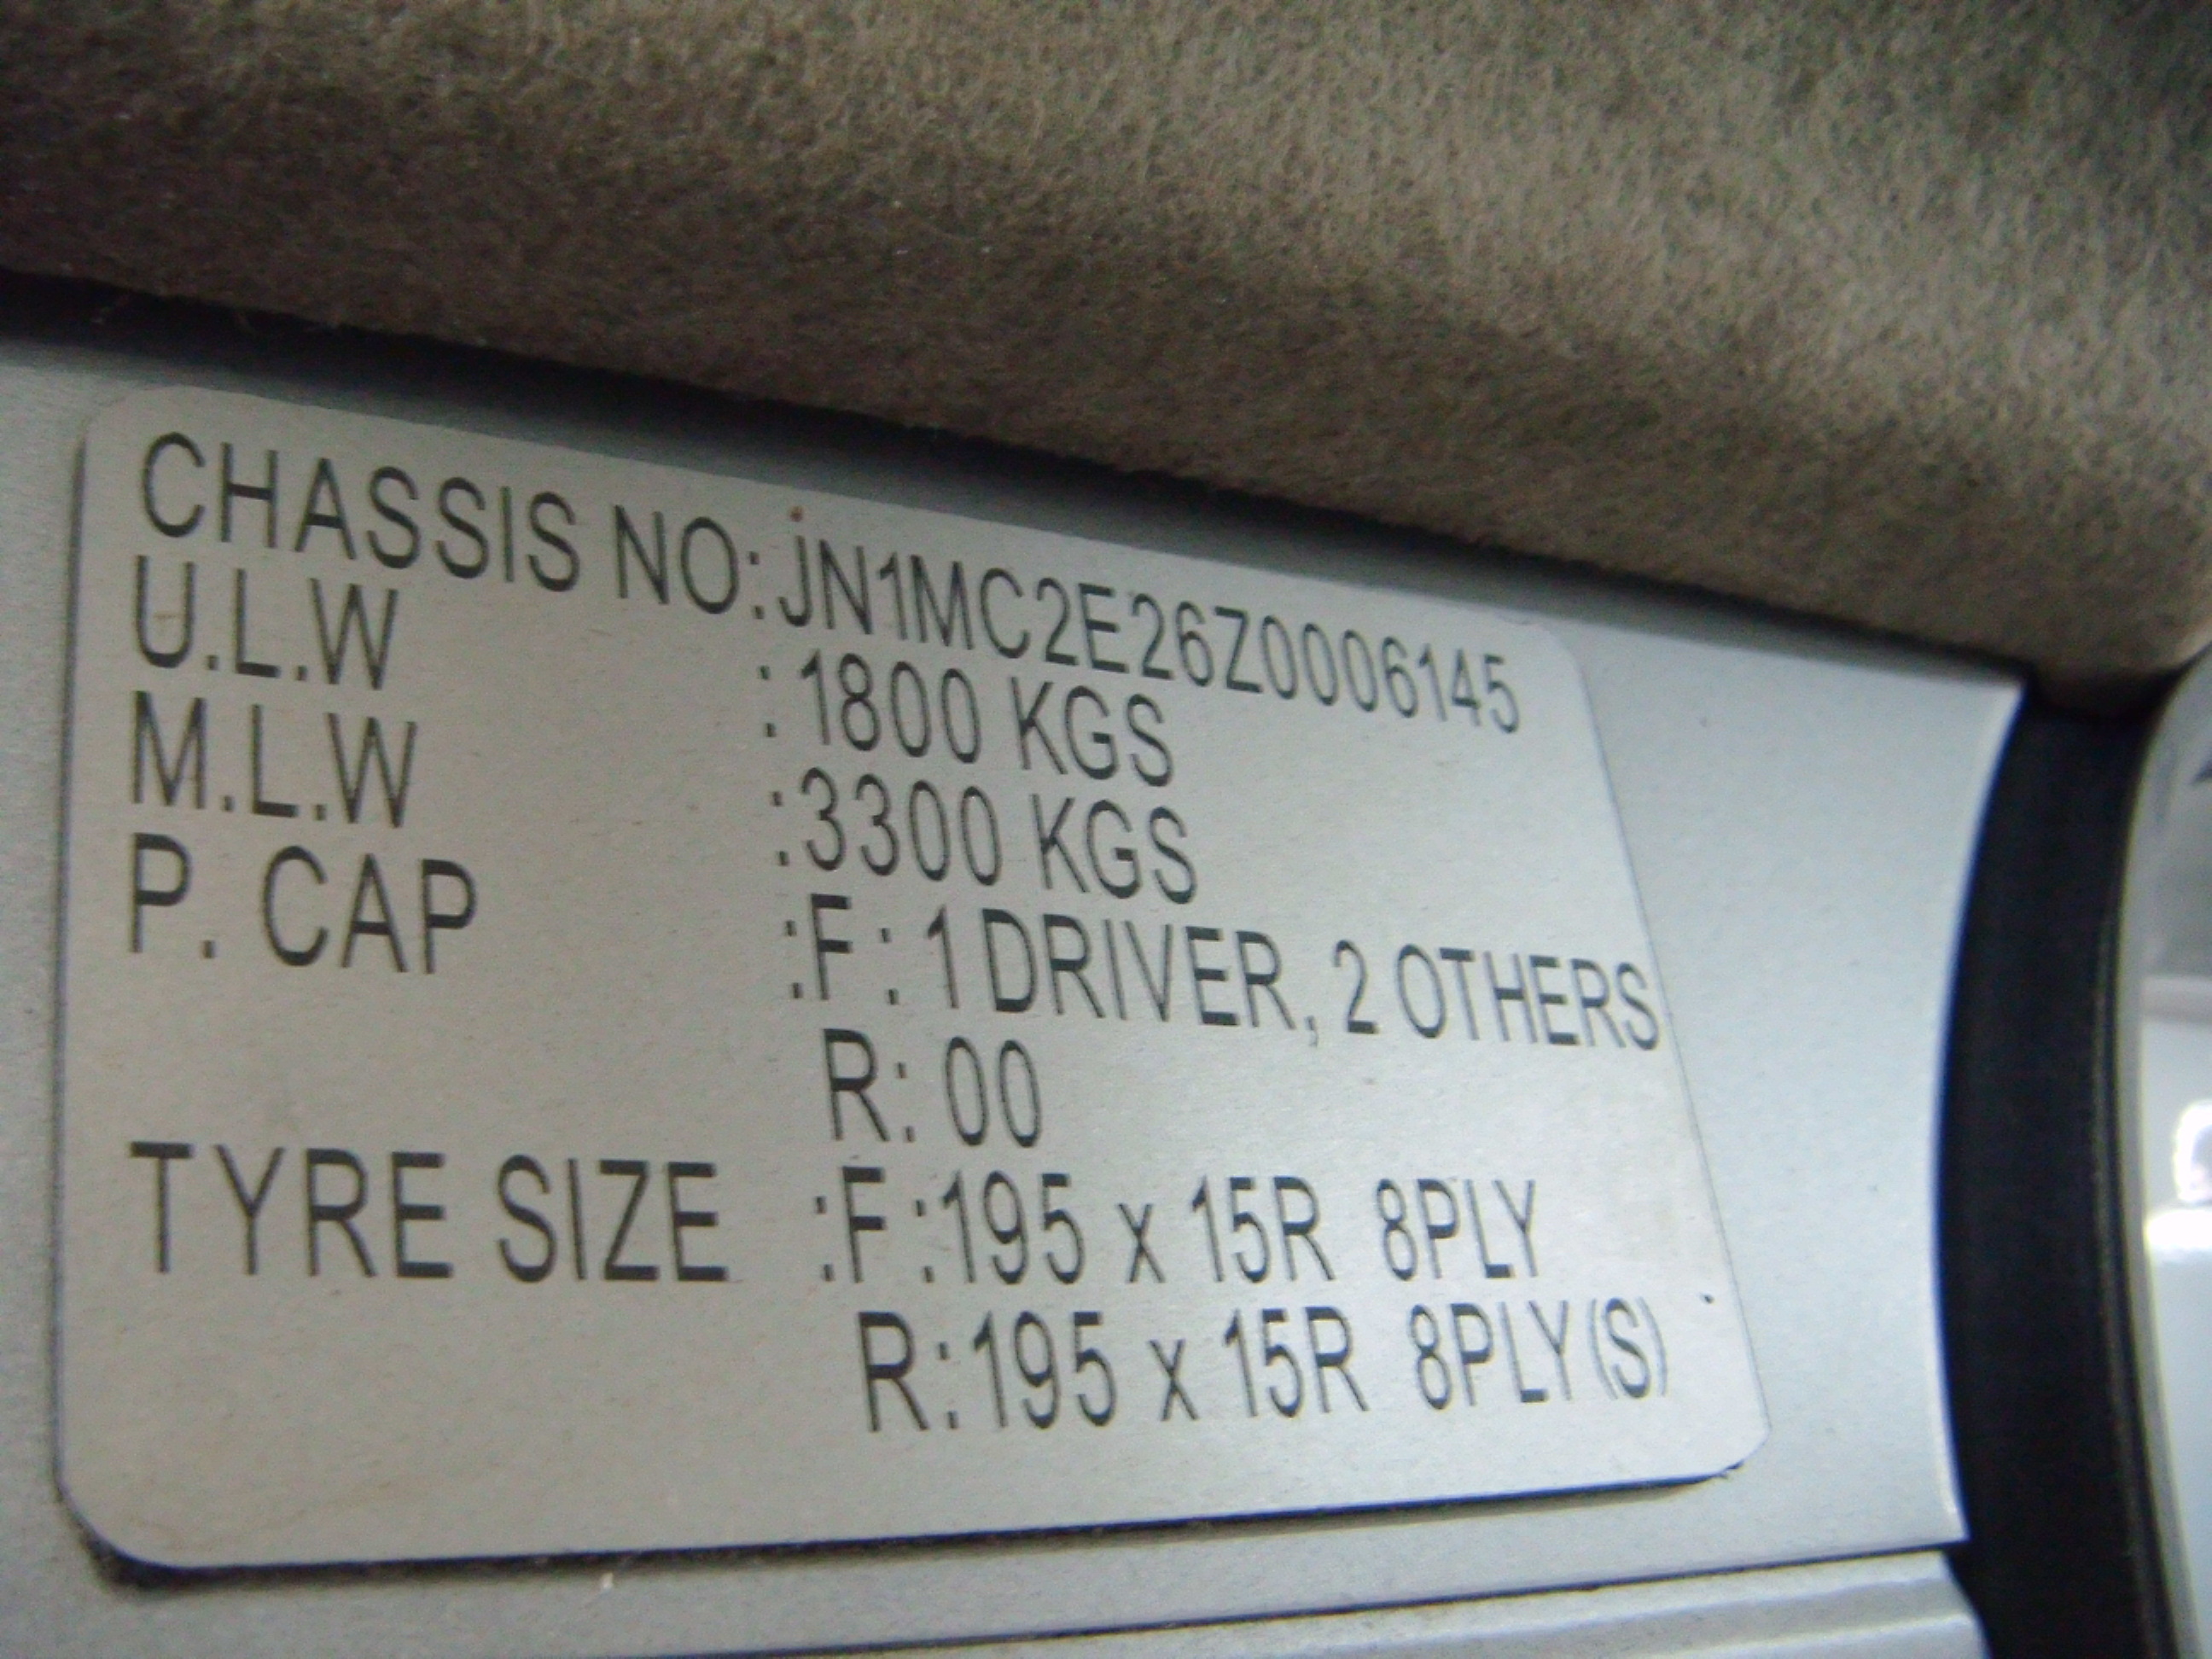 CHASSIS NO:JN1MC2E26Z0006145
U.L.W :1800 KGS
M.L.W :3300 KGS
P. CAP :F:1 DRIVER, 2 OTHERS
R:00
TYRE SIZE :F:195 x 15R 8PLY
R:195 x 15R 8PLY(S)